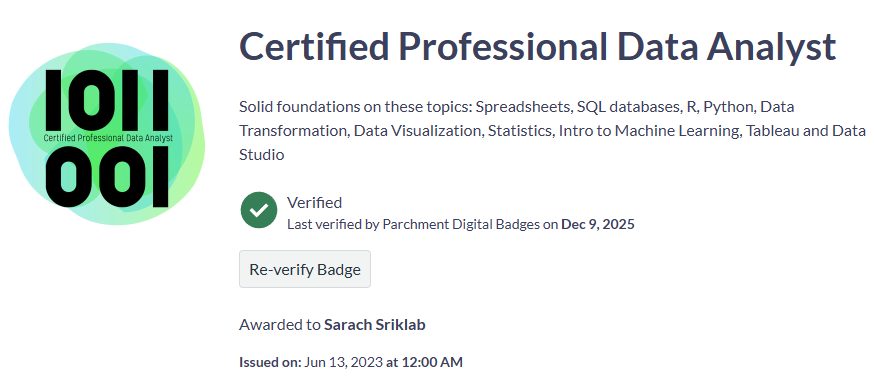 Certified Professional Data Analyst
IOII
Certified Professional Data Analyst
OOI
Solid foundations on these topics: Spreadsheets, SQL databases, R, Python, Data
Transformation, Data Visualization, Statistics, Intro to Machine Learning, Tableau and Data
Studio
Verified
Last verified by Parchment Digital Badges on Dec 9, 2025
Re-verify Badge
Awarded to Sarach Sriklab
Issued on: Jun 13, 2023 at 12:00 AM